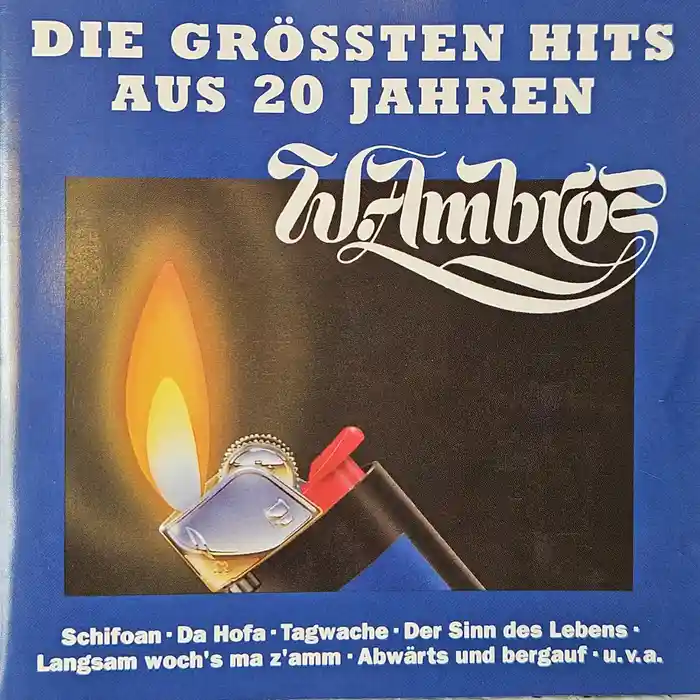 DIE GRÖSSTEN HITS
AUS 20 JAHREN
W. Ambros
Schifoan · Da Hofa · Tagwache · Der Sinn des Lebens ·
Langsam woch's ma z'amm · Abwärts und bergauf · u.v.a.